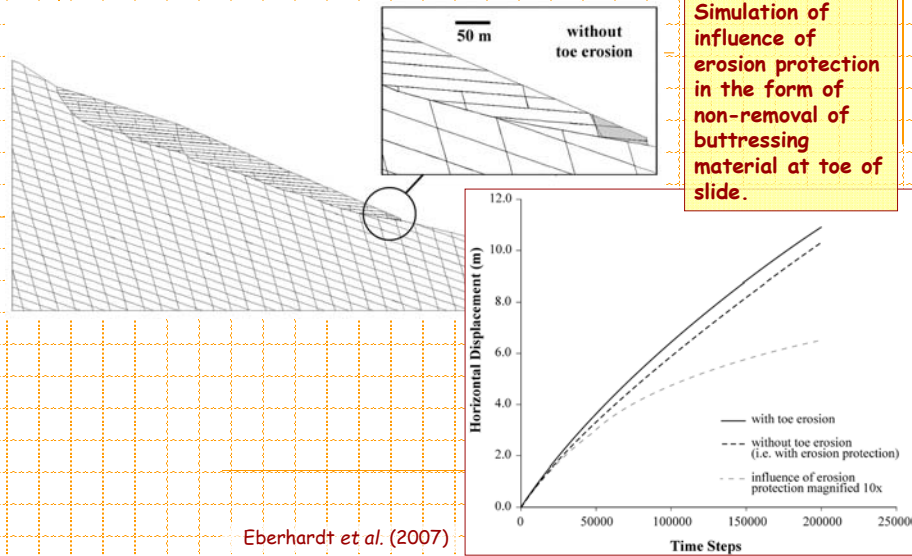 Simulation of
influence of
erosion protection
in the form of
non-removal of
buttressing
material at toe of
slide.
50 m
without
toe erosion
12.0
10.0
8.0
6.0
4.0
2.0
0.0
Horizontal Displacement (m)
with toe erosion
without toe erosion
(i.e. with erosion protection)
influence of erosion
protection magnified 10x
0
50000
100000
150000
200000
250000
Time Steps
Eberhardt et al. (2007)